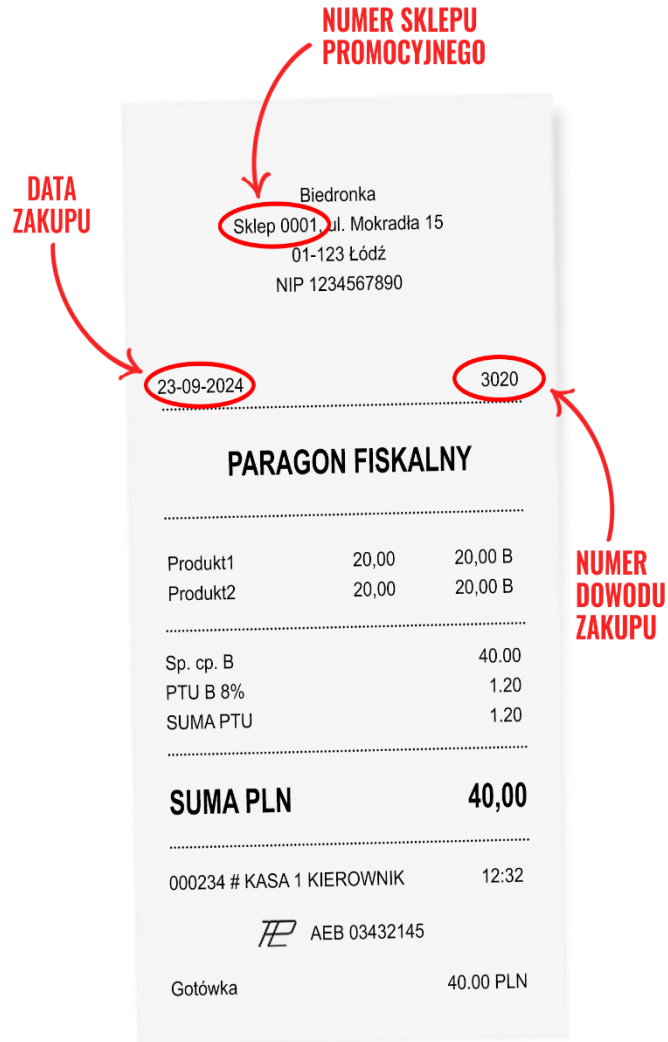 NUMER SKLEPU
PROMOCYJNEGO
DATA
ZAKUPU
Biedronka
Sklep 0001, ul. Mokradła 15
01-123 Łódź
NIP 1234567890
23-09-2024 3020
PARAGON FISKALNY
Produkt1 20,00 20,00 B
Produkt2 20,00 20,00 B
NUMER
DOWODU
ZAKUPU
Sp. cp. B 40.00
PTU B 8% 1.20
SUMA PTU 1.20
SUMA PLN 40,00
000234 # KASA 1 KIEROWNIK 12:32
AEB 03432145
Gotówka 40.00 PLN